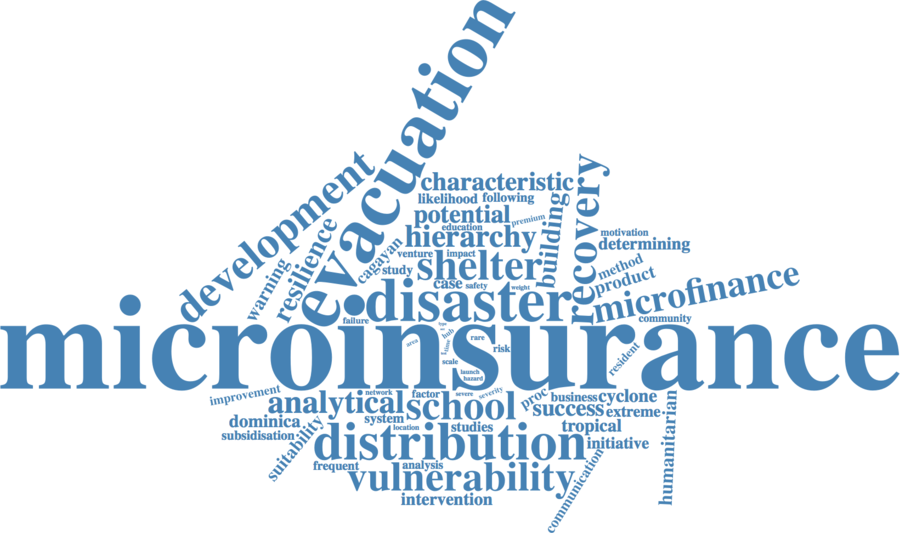 evacuation
development
characteristic
likelihood
following
potential
premium
education
hierarchy
building
recovery
motivation
determining
resilience
cagayan
venture
impact
warning
study
shelter
method
product
case
safety
weight
microfinance
disaster
community
failure
microinsurance
hub
rare
area
risk
scale
launch
hazard
resident
improvement
network
factor
severe
severity
proc
business
cyclone
analytical
school
success
extreme
dominica
system
location
studies
tropical
humanitarian
subsidisation
suitability
distribution
initiative
frequent
analysis
vulnerability
communication
intervention